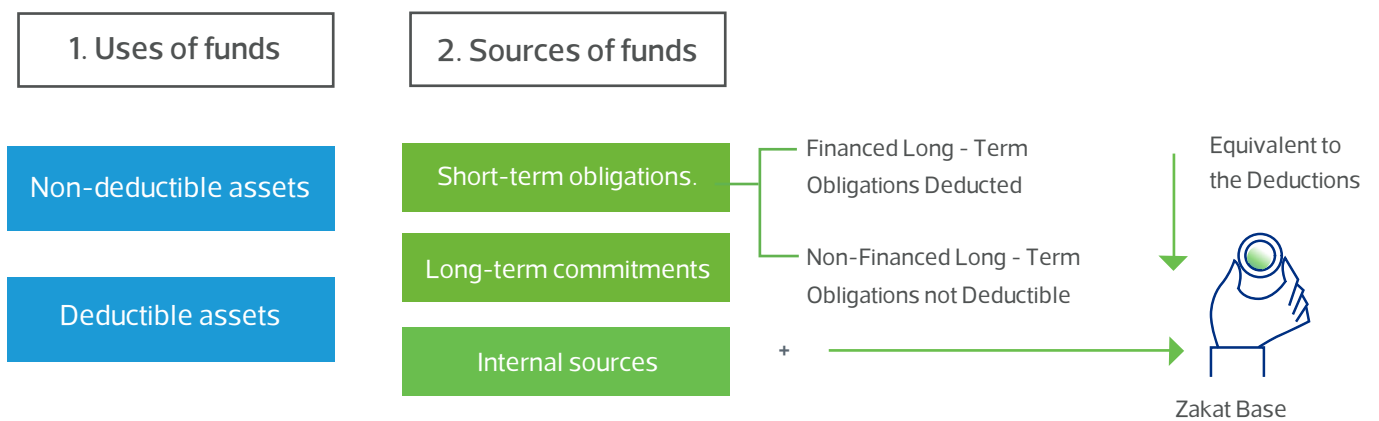 1. Uses of funds
2. Sources of funds
Non-deductible assets
Deductible assets
Short-term obligations.
Long-term commitments
Internal sources
Financed Long - Term
Obligations Deducted
Non-Financed Long - Term
Obligations not Deductible
+
Equivalent to
the Deductions
Zakat Base